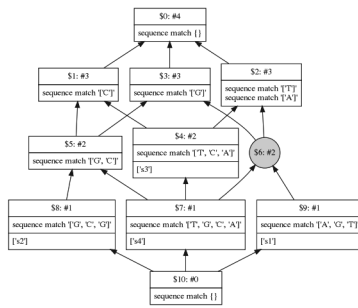 $0: #4
sequence match {}
$1: #3
sequence match '['C']'
$3: #3
sequence match '['G']'
$2: #3
sequence match '['T']'
sequence match '['A']'
$5: #2
sequence match '['G', 'C']'
$4: #2
sequence match '['T', 'C', 'A']'
['s3']
$6: #2
$8: #1
sequence match '['G', 'C', 'G']'
['s2']
$7: #1
sequence match '['T', 'G', 'C', 'A']'
['s4']
$9: #1
sequence match '['A', 'G', 'T']'
['s1']
$10: #0
sequence match {}